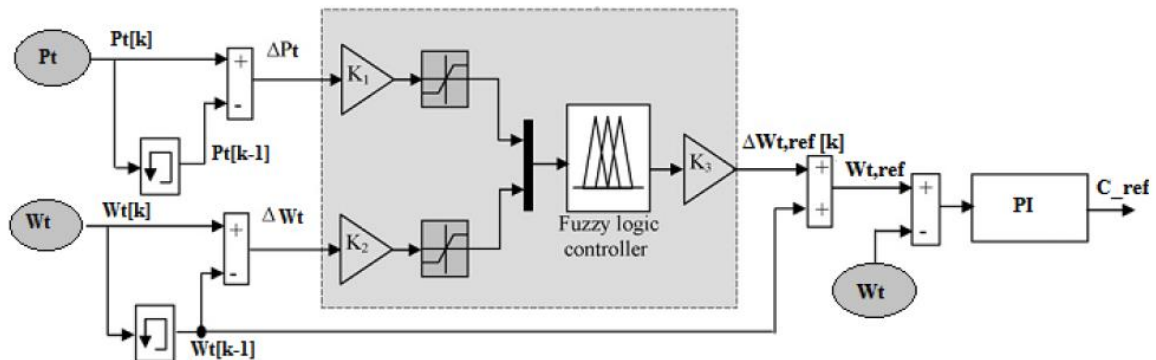 Pt
Pt[k]
+
-
ΔPt
Pt[k-1]
K1
K2
Wt
Wt[k]
+
-
Δ Wt
Wt[k-1]
Fuzzy logic
controller
K3
ΔWt,ref [k]
+
+
Wt,ref
+
-
Wt
PI
C_ref